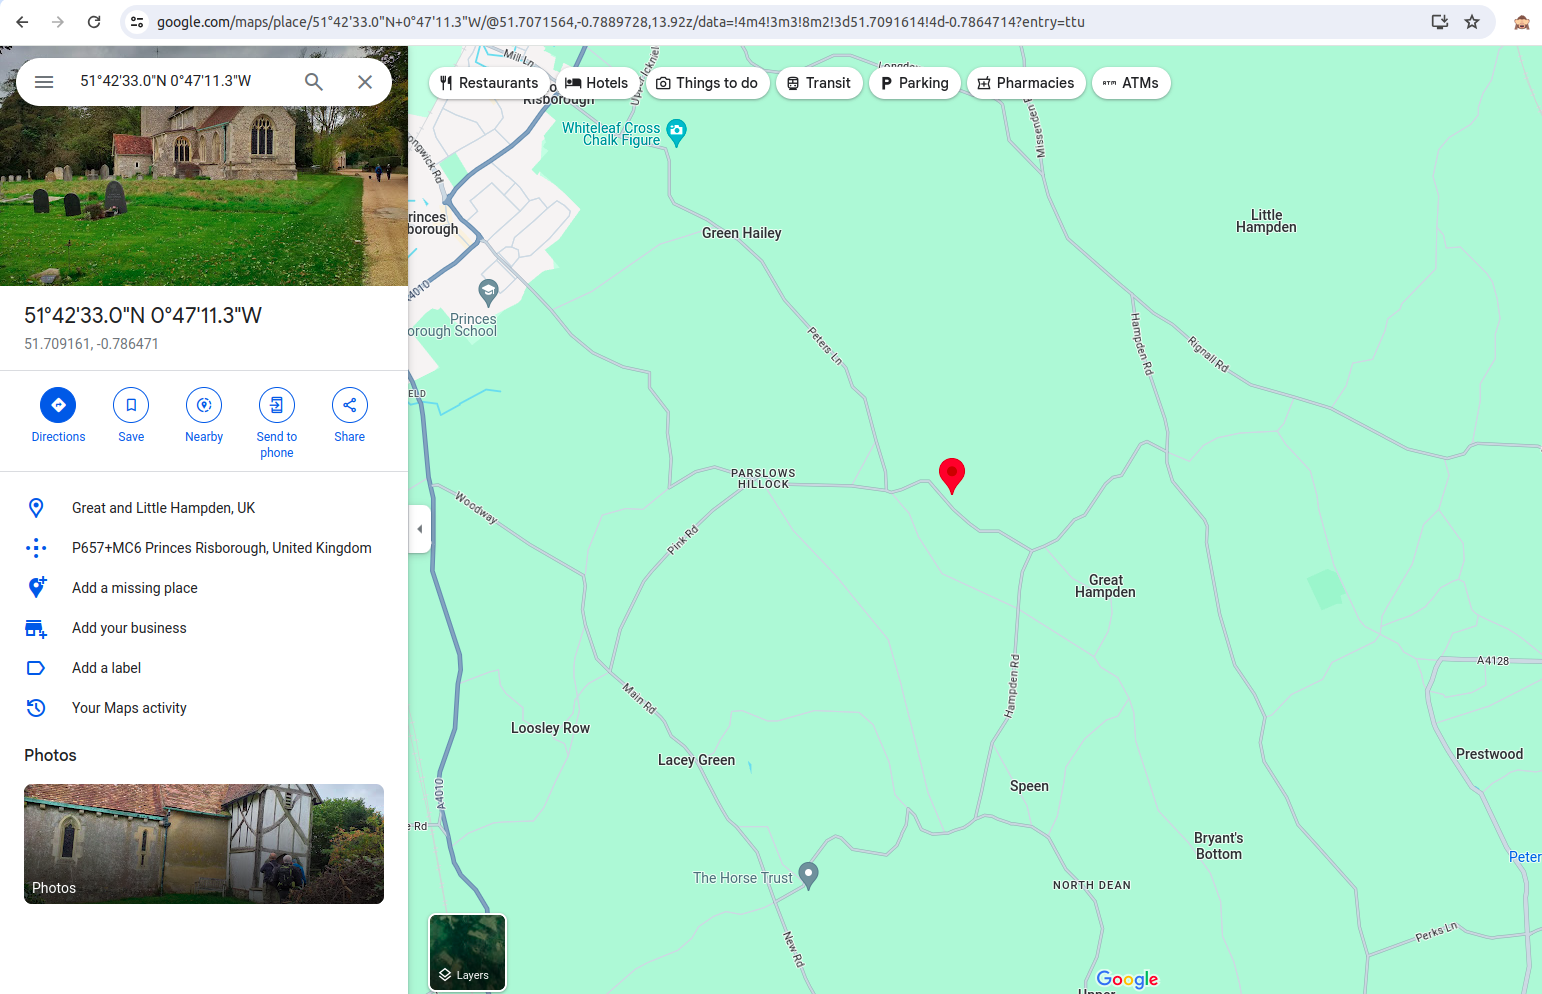 google.com/maps/place/51°42'33.0"N+0°47'11.3"W/@51.7071564,-0.7889728,13.92z/data=!4m4!3m3!8m2!3d51.7091614!4d-0.7864714?entry=ttu
51°42'33.0"N 0°47'11.3"W
51°42'33.0"N 0°47'11.3"W
51.709161, -0.786471
Directions
Save
Nearby
Send to
phone
Share
Great and Little Hampden, UK
P657+MC6 Princes Risborough, United Kingdom
Add a missing place
Add your business
Add a label
Your Maps activity
Photos
Photos
Restaurants
Hotels
Things to do
Transit
Parking
Pharmacies
ATMs
Mill Ln
Risborough
Whiteleaf Cross
Chalk Figure
Missenden Rd
ongwick Rd
rinces
borough
Green Hailey
Little
Hampden
A4010
Princes
orough School
Peters Ln
Hampden Rd
Rignall Rd
ELD
PARSLOWS
HILLOCK
Woodway
Pink Rd
Great
Hampden
Hampden Rd
A4128
Main Rd
Loosley Row
Lacey Green
Prestwood
Speen
A4010
e Rd
Bryant's
Bottom
Peter
The Horse Trust
NORTH DEAN
New Rd
Perks Ln
Layers
Google
Upper